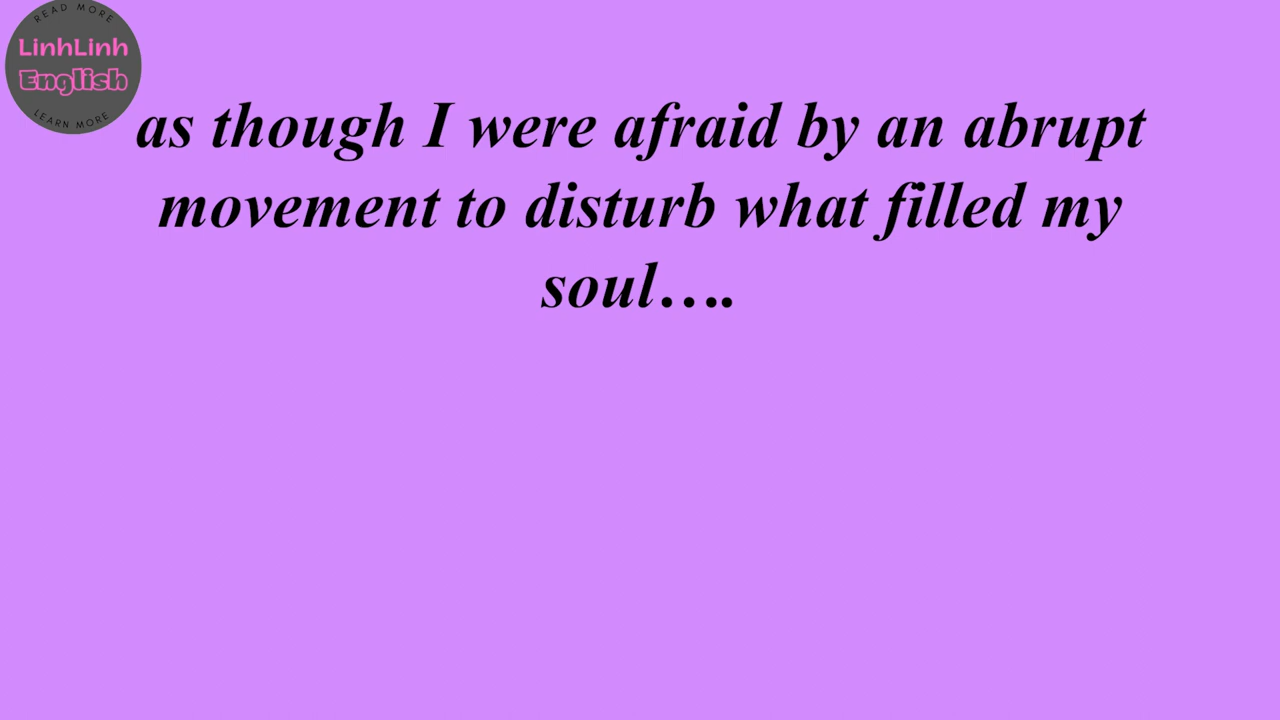 READ MORE
LinhLinh
English
LEARN MORE
as though I were afraid by an abrupt
movement to disturb what filled my
soul….